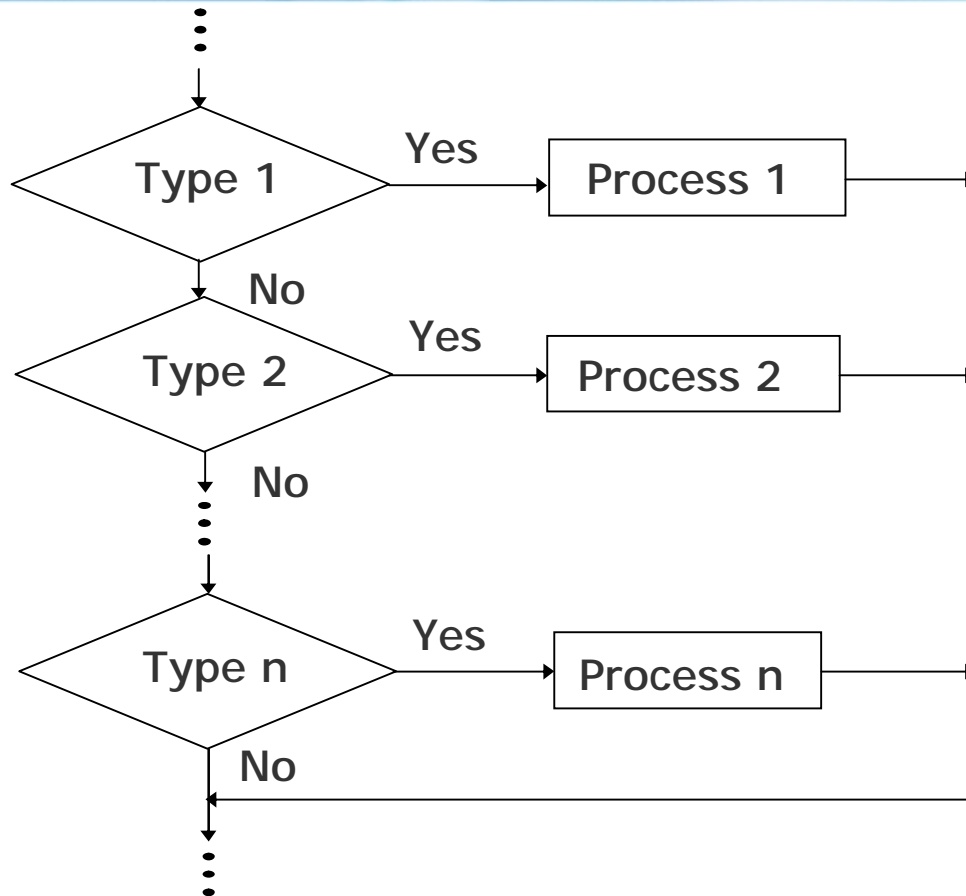 Yes
Type 1
Process 1
No
Yes
Type 2
Process 2
No
Yes
Type n
Process n
No